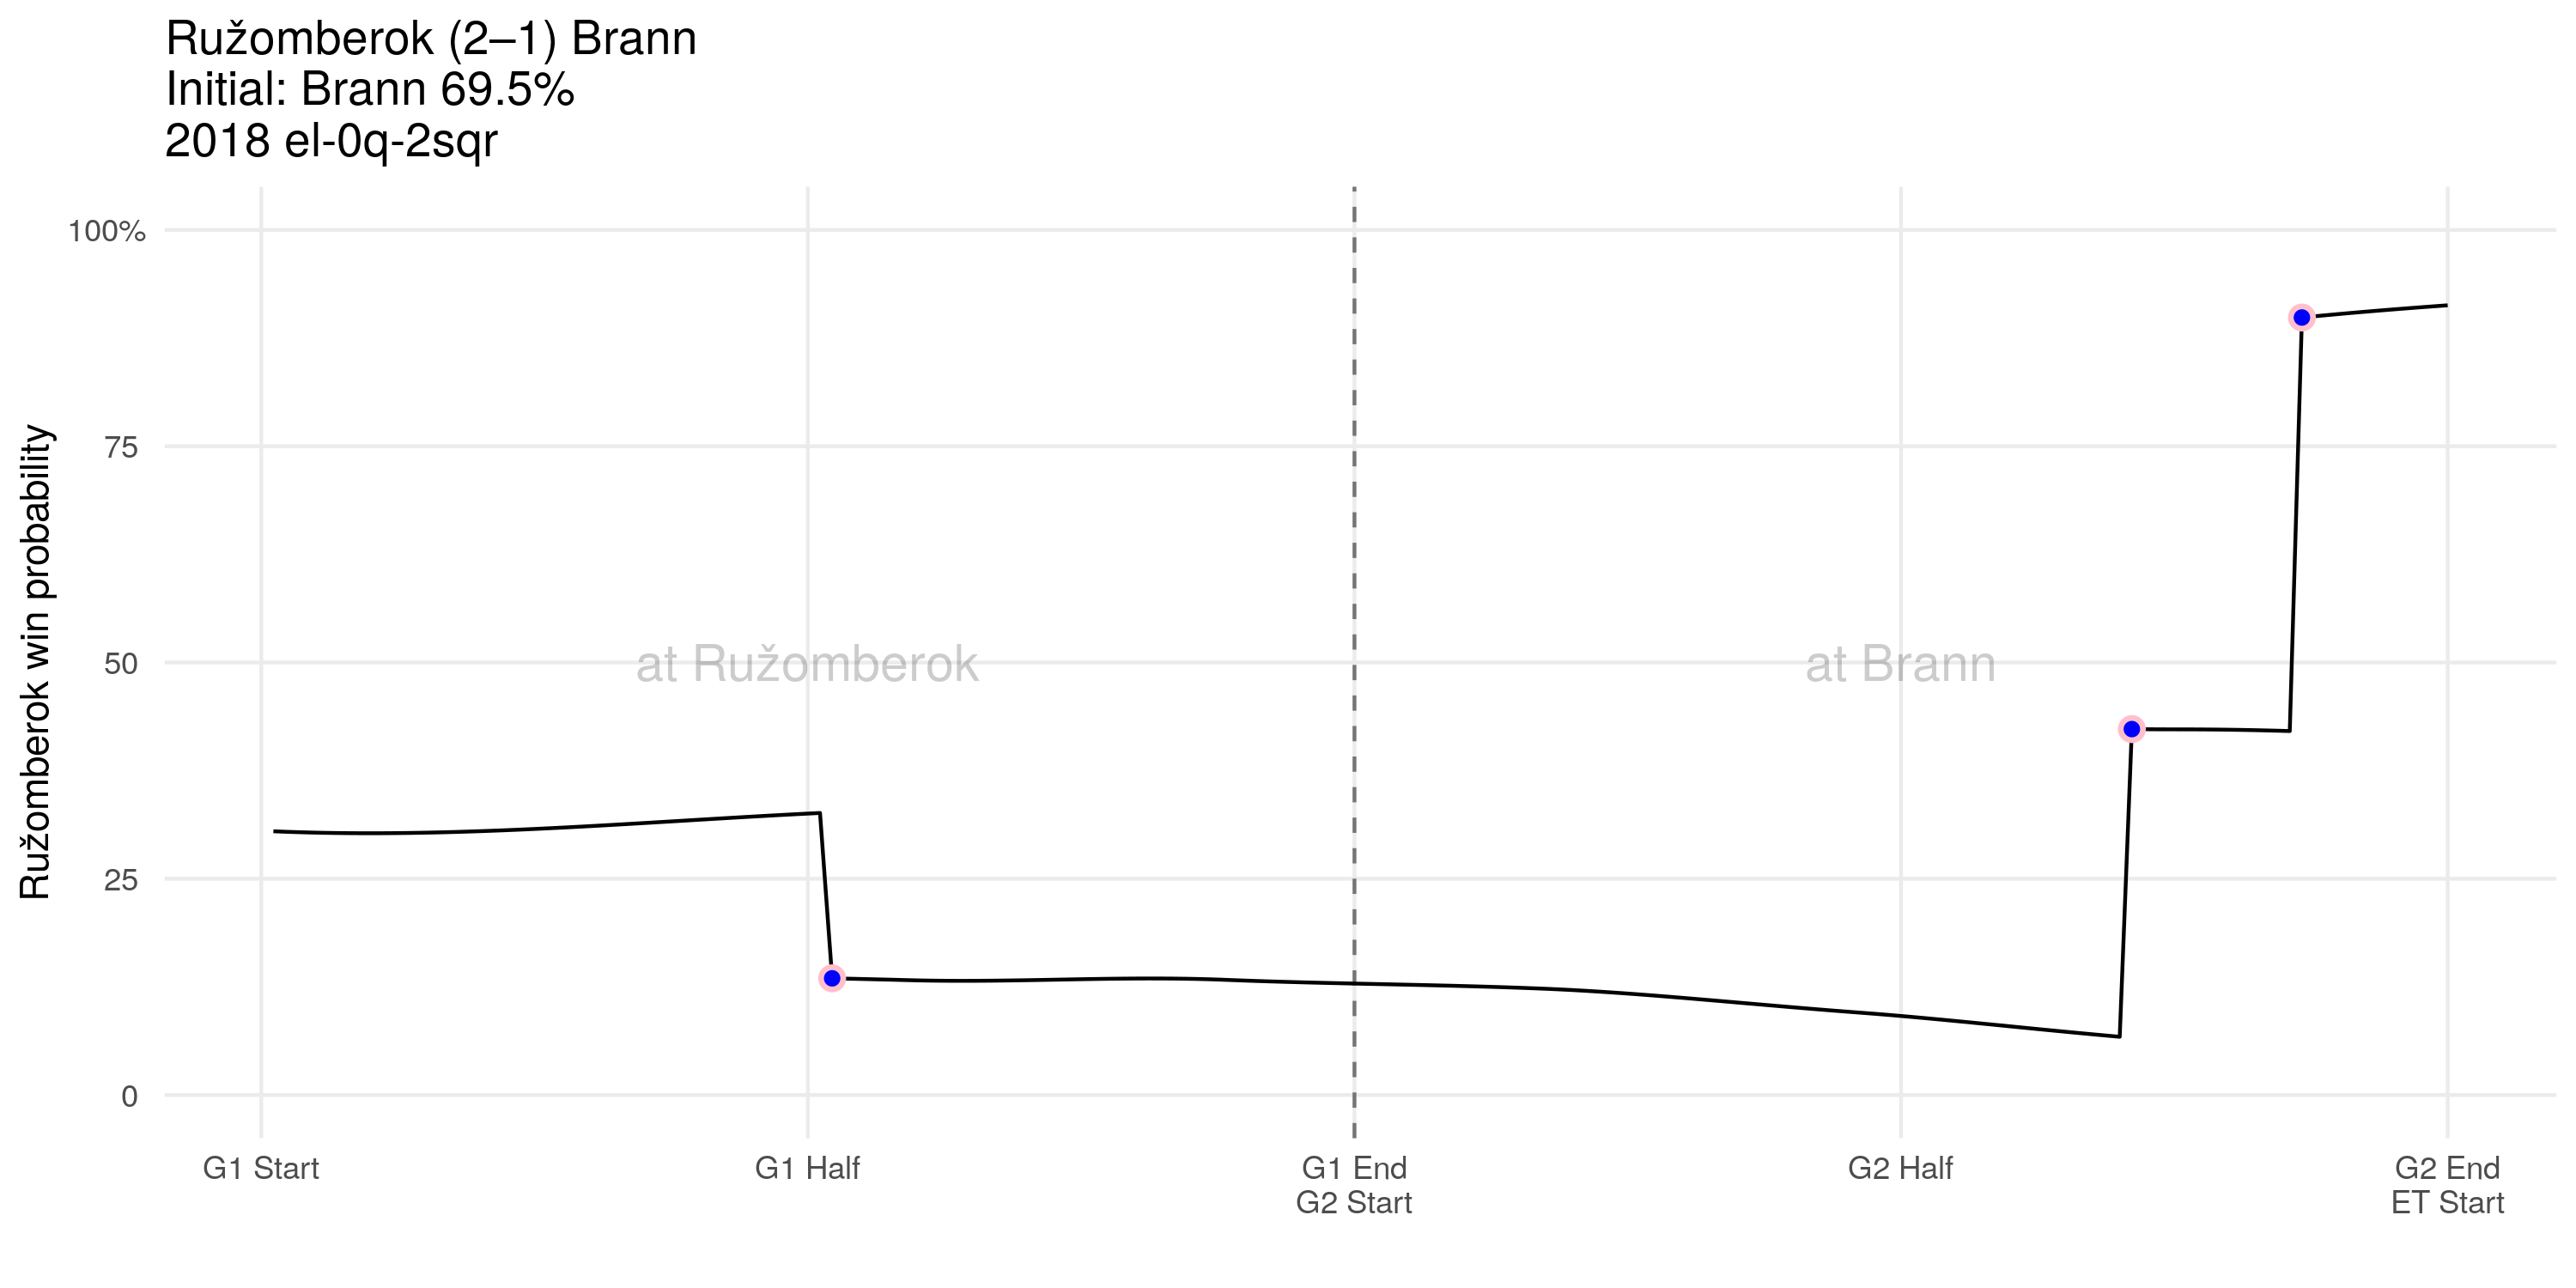 Ružomberok (2–1) Brann
Initial: Brann 69.5%
2018 el-0q-2sqr
Ružomberok win probability
100%
75
50
25
0
at Ružomberok
at Brann
G1 Start
G1 Half
G1 End
G2 Start
G2 Half
G2 End
ET Start